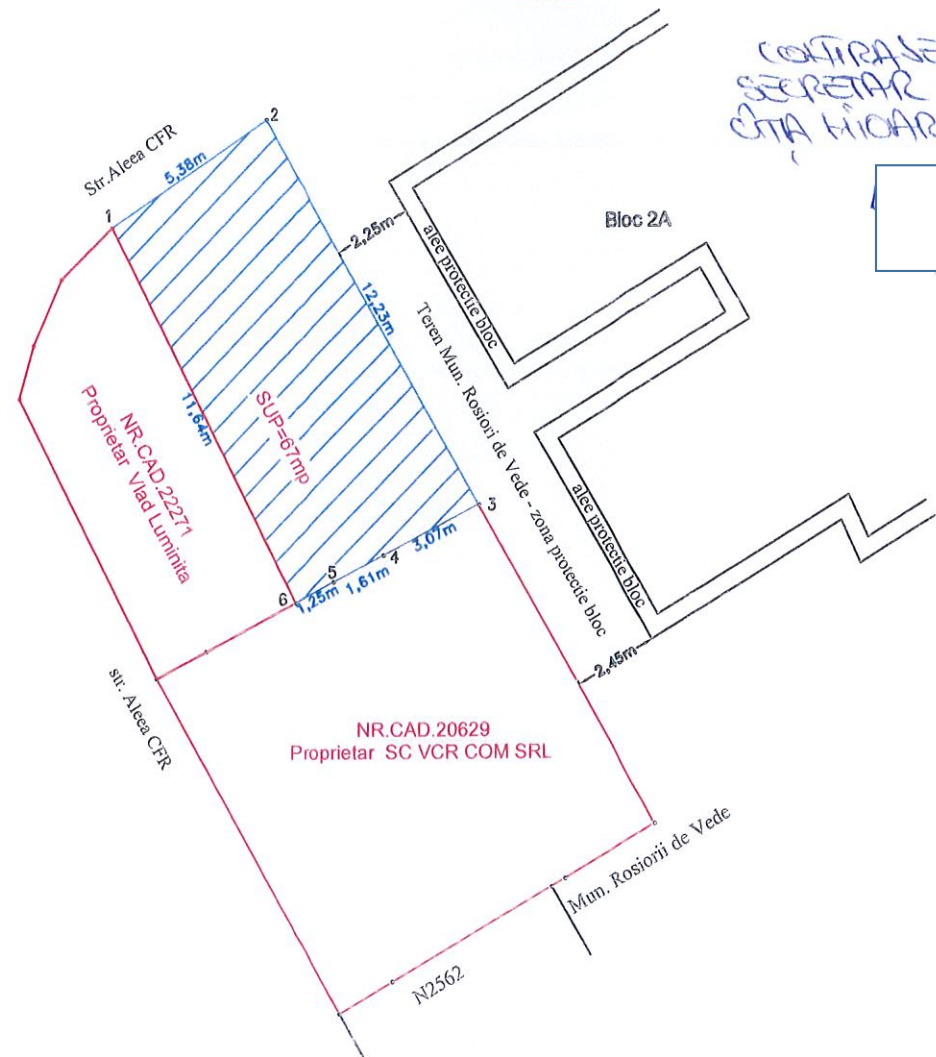 SECRETAR
Str.Aleea CFR
2
5,38m
1
2,25m
Bloc 2A
alee protectie bloc
12,23m
Teren Mun. Rosiori de Vede - zona protectie bloc
11,64m
SUP=67mp
NR.CAD.22271
Proprietar Vlad Luminita
alee protectie bloc
3
3,07m
4
1,61m
5
1,25m
6
2,45m
str. Aleea CFR
NR.CAD.20629
Proprietar SC VCR COM SRL
Mun. Rosiorii de Vede
N2562